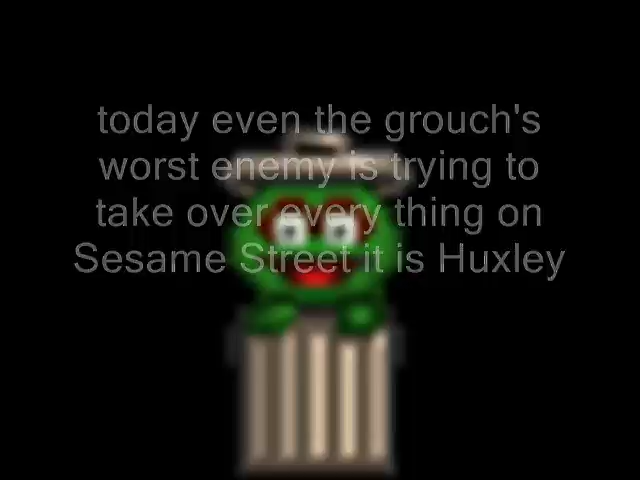 today even the grouch's
worst enemy is trying to
take over every thing on
Sesame Street it is Huxley